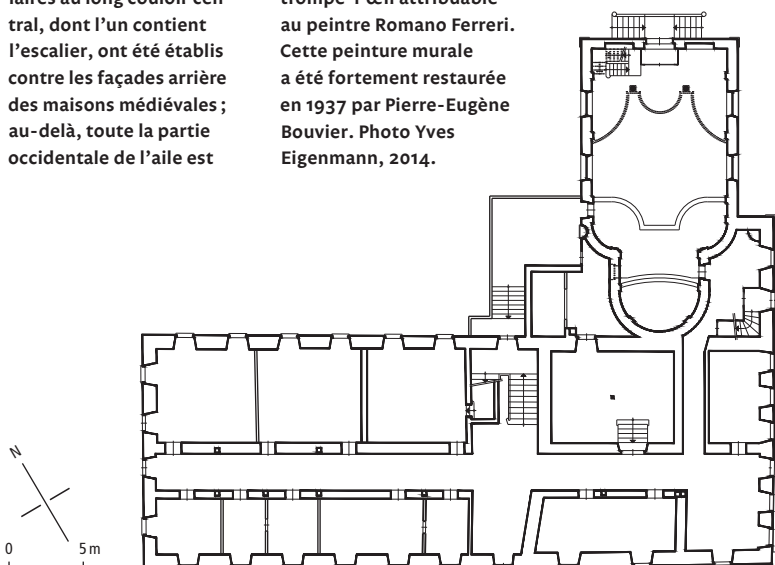 laires au long couloir cen-
tral, dont l’un contient
l’escalier, ont été établis
contre les façades arrière
des maisons médiévales ;
au-delà, toute la partie
occidentale de l’aile est
trompe-l’œil attribuable
au peintre Romano Ferreri.
Cette peinture murale
a été fortement restaurée
en 1937 par Pierre-Eugène
Bouvier. Photo Yves
Eigenmann, 2014.
N
0 5 m